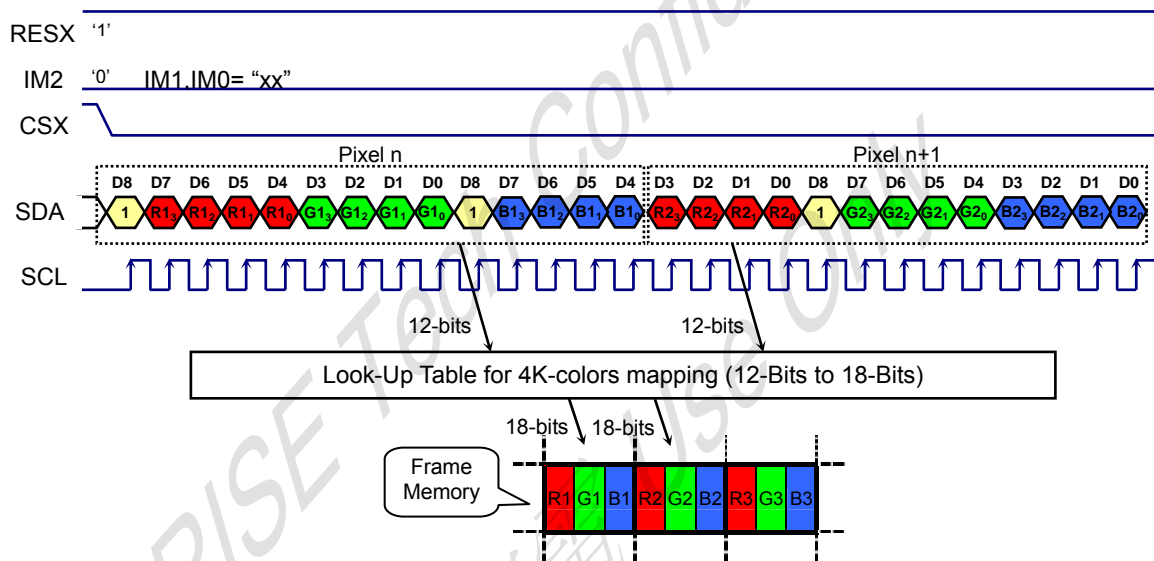 RESX '1'
IM2 '0' IM1.IM0= “xx”
CSX
Pixel n Pixel n+1
D8 D7 D6 D5 D4 D3 D2 D1 D0 D8 D7 D6 D5 D4 D3 D2 D1 D0 D8 D7 D6 D5 D4 D3 D2 D1 D0
SDA 1 R1₃ R1₂ R1₁ R1₀ G1₃ G1₂ G1₁ G1₀ 1 B1₃ B1₂ B1₁ B1₀ R2₃ R2₂ R2₁ R2₀ 1 G2₃ G2₂ G2₁ G2₀ B2₃ B2₂ B2₁ B2₀
SCL
12-bits 12-bits
Look-Up Table for 4K-colors mapping (12-Bits to 18-Bits)
18-bits 18-bits
Frame
Memory
R1 G1 B1 R2 G2 B2 R3 G3 B3
RISE Tech
Use Only